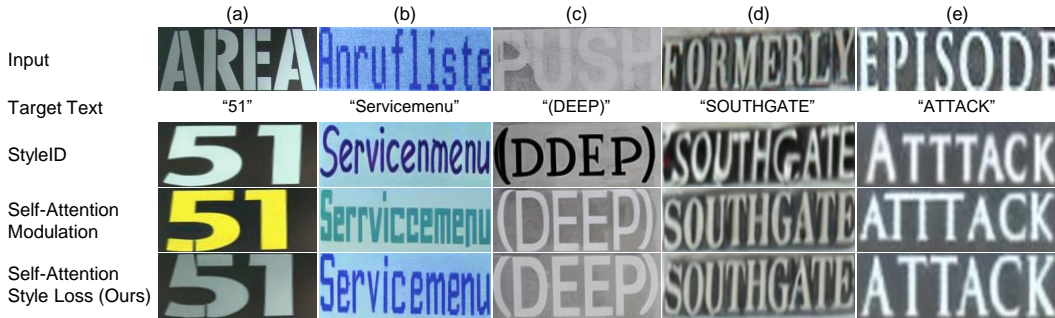 (a) (b) (c) (d) (e)
Input AREA Anrufliste PUSH FORMERLY EPISODE
Target Text "51" "Servicemenu" "(DEEP)" "SOUTHGATE" "ATTACK"
StyleID 51 Servicenmenu (DDEP) SOUTHGATE ATTTACK
Self-Attention
Modulation 51 Serrviccemenu (DEEP) SOUTHGATE ATTTACK
Self-Attention
Style Loss (Ours) 51 Servicemenu (DEEP) SOUTHGATE ATTACK